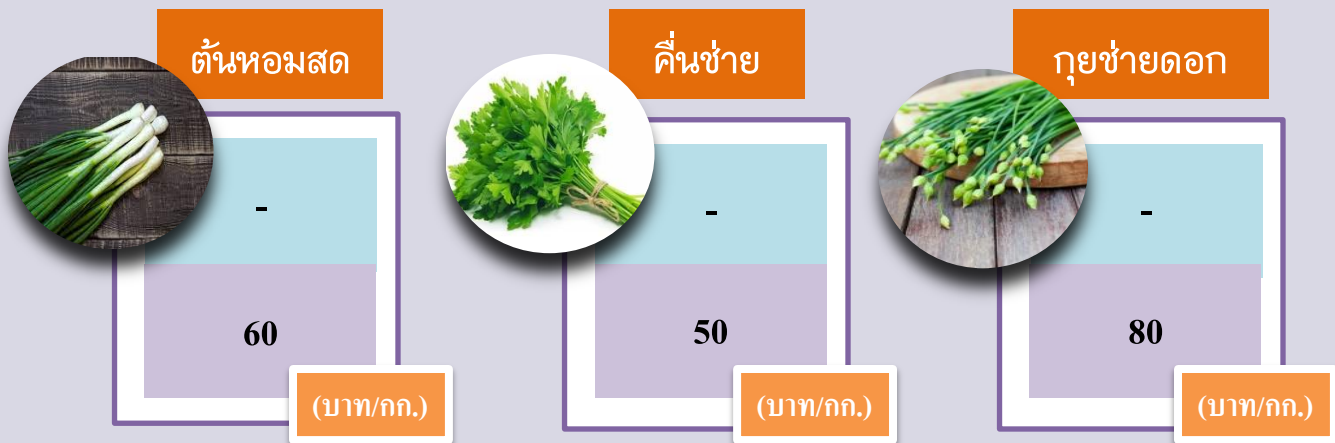 ต้นหอมสด
-
60
(บาท/กก.)
คื่นช่าย
-
50
(บาท/กก.)
กุยช่ายดอก
-
80
(บาท/กก.)